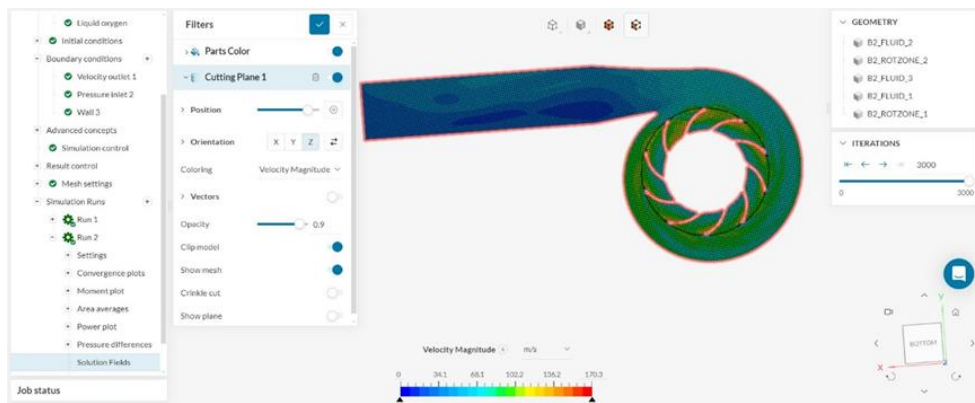 Liquid oxygen
Initial conditions
Boundary conditions
Velocity outlet 1
Pressure inlet 2
Wall 3
Advanced concepts
Simulation control
Result control
Mesh settings
Simulation Runs
Run 1
Run 2
Settings
Convergence plots
Moment plot
Area averages
Power plot
Pressure differences
Solution Fields
Job status
Filters
Parts Color
Cutting Plane 1
Position
Orientation X Y Z
Coloring Velocity Magnitude
Vectors
Opacity 0.9
Clip model
Show mesh
Crinkle cut
Show plane
Velocity Magnitude m/s
0 34.1 68.1 102.2 136.2 170.3
GEOMETRY
B2_FLUID_2
B2_ROTZONE_2
B2_FLUID_3
B2_FLUID_1
B2_ROTZONE_1
ITERATIONS
3000
0 3000
Y
BOTTOM
X
Z